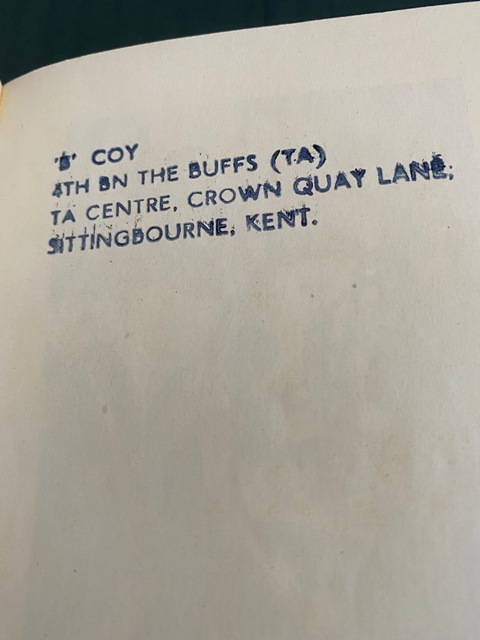 'B' COY
4TH BN THE BUFFS (TA)
TA CENTRE, CROWN QUAY LANE,
SITTINGBOURNE, KENT.